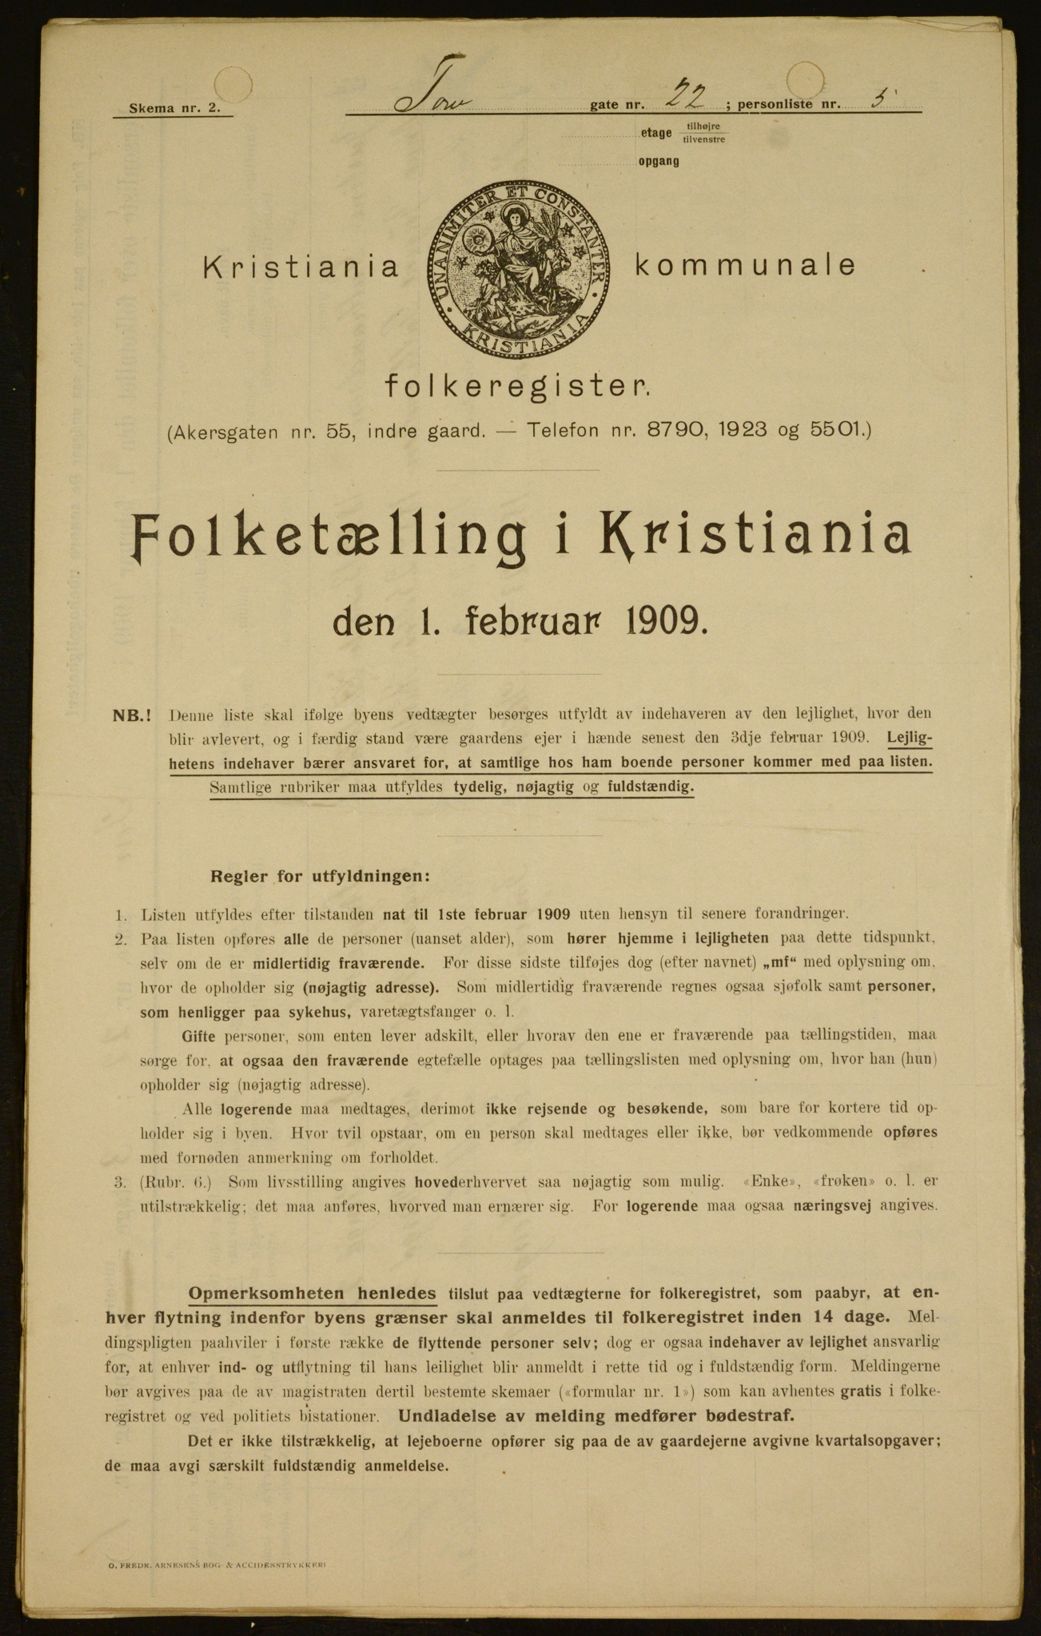 Skema nr. 2.
Torv gate nr. 22 ; personliste nr. 5
etage tilhøjre
tilvenstre
opgang
UNANIMITER ET CONSTANTER
KRISTIANIA
Kristiania kommunale
folkeregister.
(Akersgaten nr. 55, indre gaard. — Telefon nr. 8790, 1923 og 5501.)
Folketælling i Kristiania
den 1. februar 1909.
NB.! Denne liste skal ifølge byens vedtægter besørges utfyldt av indehaveren av den lejlighet, hvor den
blir avlevert, og i færdig stand være gaardens ejer i hænde senest den 3dje februar 1909. Lejlig-
hetens indehaver bærer ansvaret for, at samtlige hos ham boende personer kommer med paa listen.
Samtlige rubriker maa utfyldes tydelig, nøjagtig og fuldstændig.
Regler for utfyldningen:
1. Listen utfyldes efter tilstanden nat til 1ste februar 1909 uten hensyn til senere forandringer.
2. Paa listen opføres alle de personer (uanset alder), som hører hjemme i lejligheten paa dette tidspunkt,
selv om de er midlertidig fraværende. For disse sidste tilføjes dog (efter navnet) „mf“ med oplysning om,
hvor de opholder sig (nøjagtig adresse). Som midlertidig fraværende regnes ogsaa sjøfolk samt personer,
som henligger paa sykehus, varetægtsfanger o. l.
Gifte personer, som enten lever adskilt, eller hvorav den ene er fraværende paa tællingstiden, maa
sørge for, at ogsaa den fraværende egtefælle optages paa tællingslisten med oplysning om, hvor han (hun)
opholder sig (nøjagtig adresse).
Alle logerende maa medtages, derimot ikke rejsende og besøkende, som bare for kortere tid op-
holder sig i byen. Hvor tvil opstaar, om en person skal medtages eller ikke, bør vedkommende opføres
med fornøden anmerkning om forholdet.
3. (Rubr. 6.) Som livsstilling angives hovederhvervet saa nøjagtig som mulig. «Enke», «frøken» o. l. er
utilstrækkelig; det maa anføres, hvorved man ernærer sig. For logerende maa ogsaa næringsvej angives.
Opmerksomheten henledes tilslut paa vedtægterne for folkeregistret, som paabyr, at en-
hver flytning indenfor byens grænser skal anmeldes til folkeregistret inden 14 dage. Mel-
dingspligten paahviler i første række de flyttende personer selv; dog er ogsaa indehaver av lejlighet ansvarlig
for, at enhver ind- og utflytning til hans leilighet blir anmeldt i rette tid og i fuldstændig form. Meldingerne
bør avgives paa de av magistraten dertil bestemte skemaer («formular nr. 1») som kan avhentes gratis i folke-
registret og ved politiets bistationer. Undladelse av melding medfører bødestraf.
Det er ikke tilstrækkelig, at lejeboerne opfører sig paa de av gaardejerne avgivne kvartalsopgaver;
de maa avgi særskilt fuldstændig anmeldelse.
O. FREDR. ARNESENS BOG- & ACCIDENSTRYKKERI